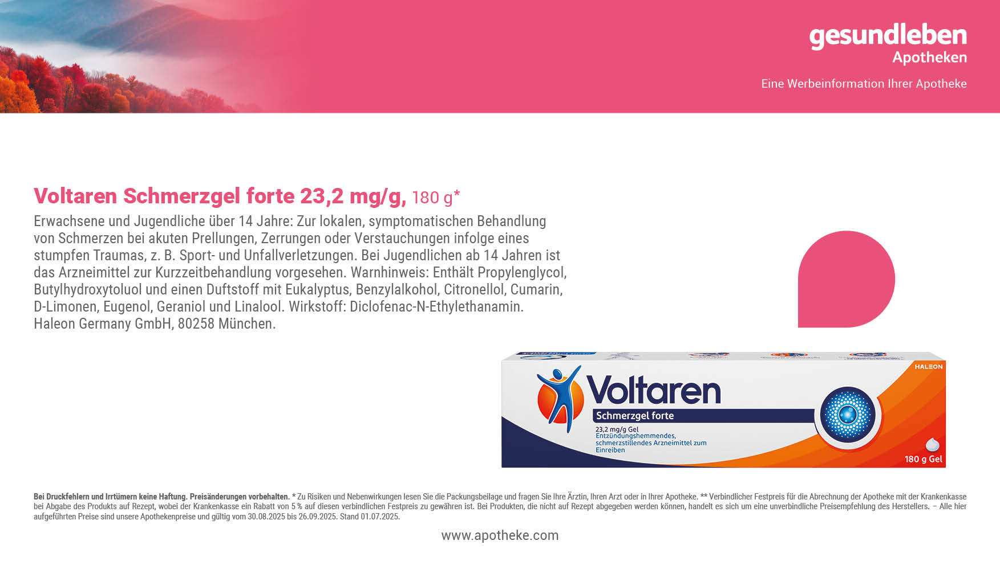 gesundleben
Apotheken
Eine Werbeinformation Ihrer Apotheke
Voltaren Schmerzgel forte 23,2 mg/g, 180 g*
Erwachsene und Jugendliche über 14 Jahre: Zur lokalen, symptomatischen Behandlung
von Schmerzen bei akuten Prellungen, Zerrungen oder Verstauchungen infolge eines
stumpfen Traumas, z. B. Sport- und Unfallverletzungen. Bei Jugendlichen ab 14 Jahren ist
das Arzneimittel zur Kurzzeitbehandlung vorgesehen. Warnhinweis: Enthält Propylenglycol,
Butylhydroxytoluol und einen Duftstoff mit Eukalyptus, Benzylalkohol, Citronellol, Cumarin,
D-Limonen, Eugenol, Geraniol und Linalool. Wirkstoff: Diclofenac-N-Ethylethanamin.
Haleon Germany GmbH, 80258 München.
HALEON
Voltaren
Schmerzgel forte
23,2 mg/g Gel
Entzündungshemmendes,
schmerzstillendes Arzneimittel zum
Einreiben
180 g Gel
Bei Druckfehlern und Irrtümern keine Haftung. Preisänderungen vorbehalten. * Zu Risiken und Nebenwirkungen lesen Sie die Packungsbeilage und fragen Sie Ihre Ärztin, Ihren Arzt oder in Ihrer Apotheke. ** Verbindlicher Festpreis für die Abrechnung der Apotheke mit der Krankenkasse
bei Abgabe des Produkts auf Rezept, wobei der Krankenkasse ein Rabatt von 5 % auf diesen verbindlichen Festpreis zu gewähren ist. Bei Produkten, die nicht auf Rezept abgegeben werden können, handelt es sich um eine unverbindliche Preisempfehlung des Herstellers. – Alle hier
aufgeführten Preise sind unsere Apothekenpreise und gültig vom 30.08.2025 bis 26.09.2025. Stand 01.07.2025.
www.apotheke.com